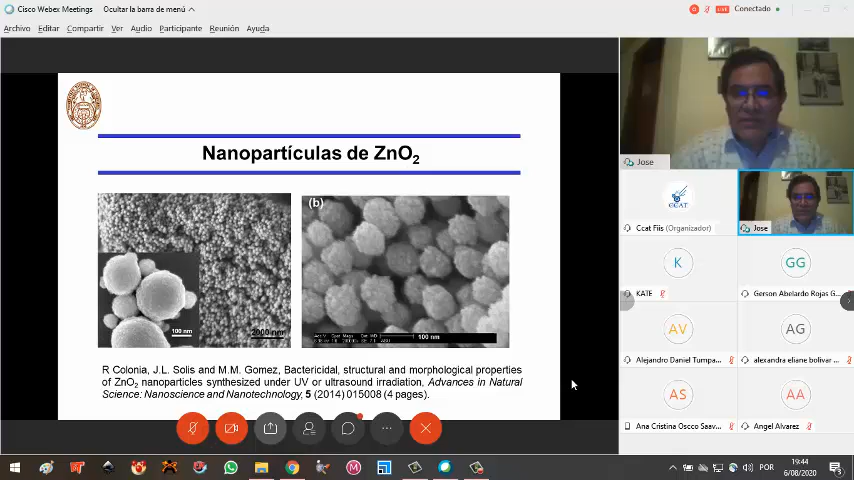 Cisco Webex Meetings
Ocultar la barra de menú
Conectado
Archivo Editar Compartir Ver Audio Participante Reunión Ayuda
LIVE
Nanopartículas de ZnO2
(b)
100 nm
2000 nm
100 nm
R Colonia, J.L. Solis and M.M. Gomez, Bactericidal, structural and morphological properties
of ZnO2 nanoparticles synthesized under UV or ultrasound irradiation, Advances in Natural
Science: Nanoscience and Nanotechnology, 5 (2014) 015008 (4 pages).
Jose
CCAT
Ccat Fiis (Organizador)
Jose
K
KATE
GG
Gerson Abelardo Rojas G...
AV
Alejandro Daniel Tumpa...
AG
alexandra eliane bolivar ...
AS
Ana Cristina Oscco Saav...
AA
Angel Alvarez
POR
19:44
6/08/2020
3